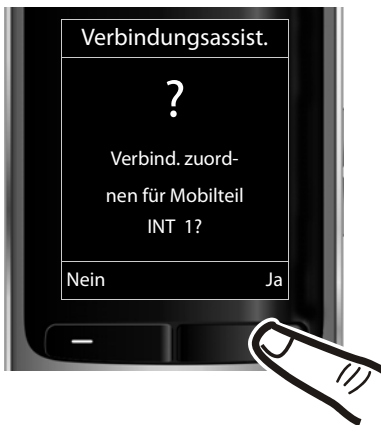 Verbindungsassist.
?
Verbind. zuord-
nen für Mobilteil
INT 1?
Nein Ja